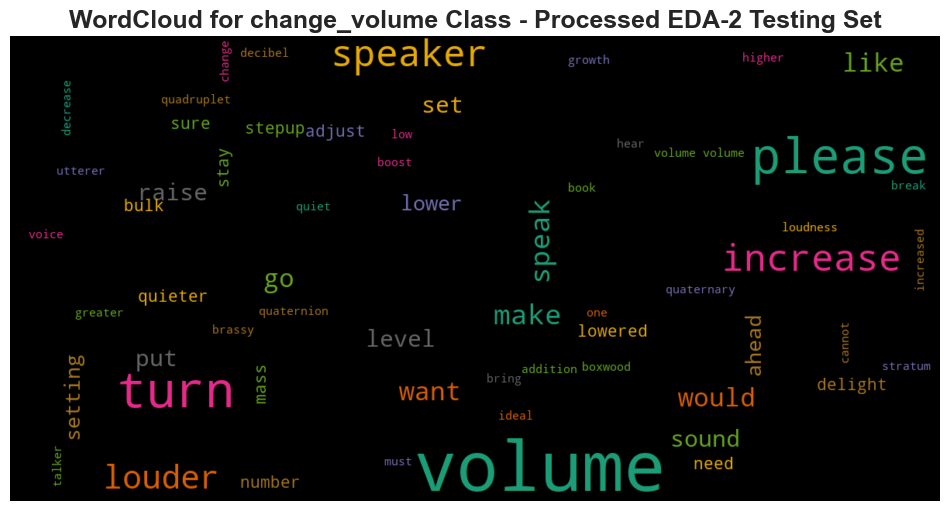 WordCloud for change_volume Class - Processed EDA-2 Testing Set
change
decibel
speaker
growth
higher
like
decrease
quadruplet
set
sure
stepup
adjust
low
hear
volume volume
please
utterer
stay
boost
book
break
raise
bulk
quiet
lower
speak
voice
loudness
increased
increase
go
quieter
quaternary
greater
quaternion
brassy
make
one
lowered
ahead
cannot
put
level
setting
turn
mass
want
bring
addition
boxwood
stratum
delight
would
ideal
sound
talker
louder
number
must
volume
need